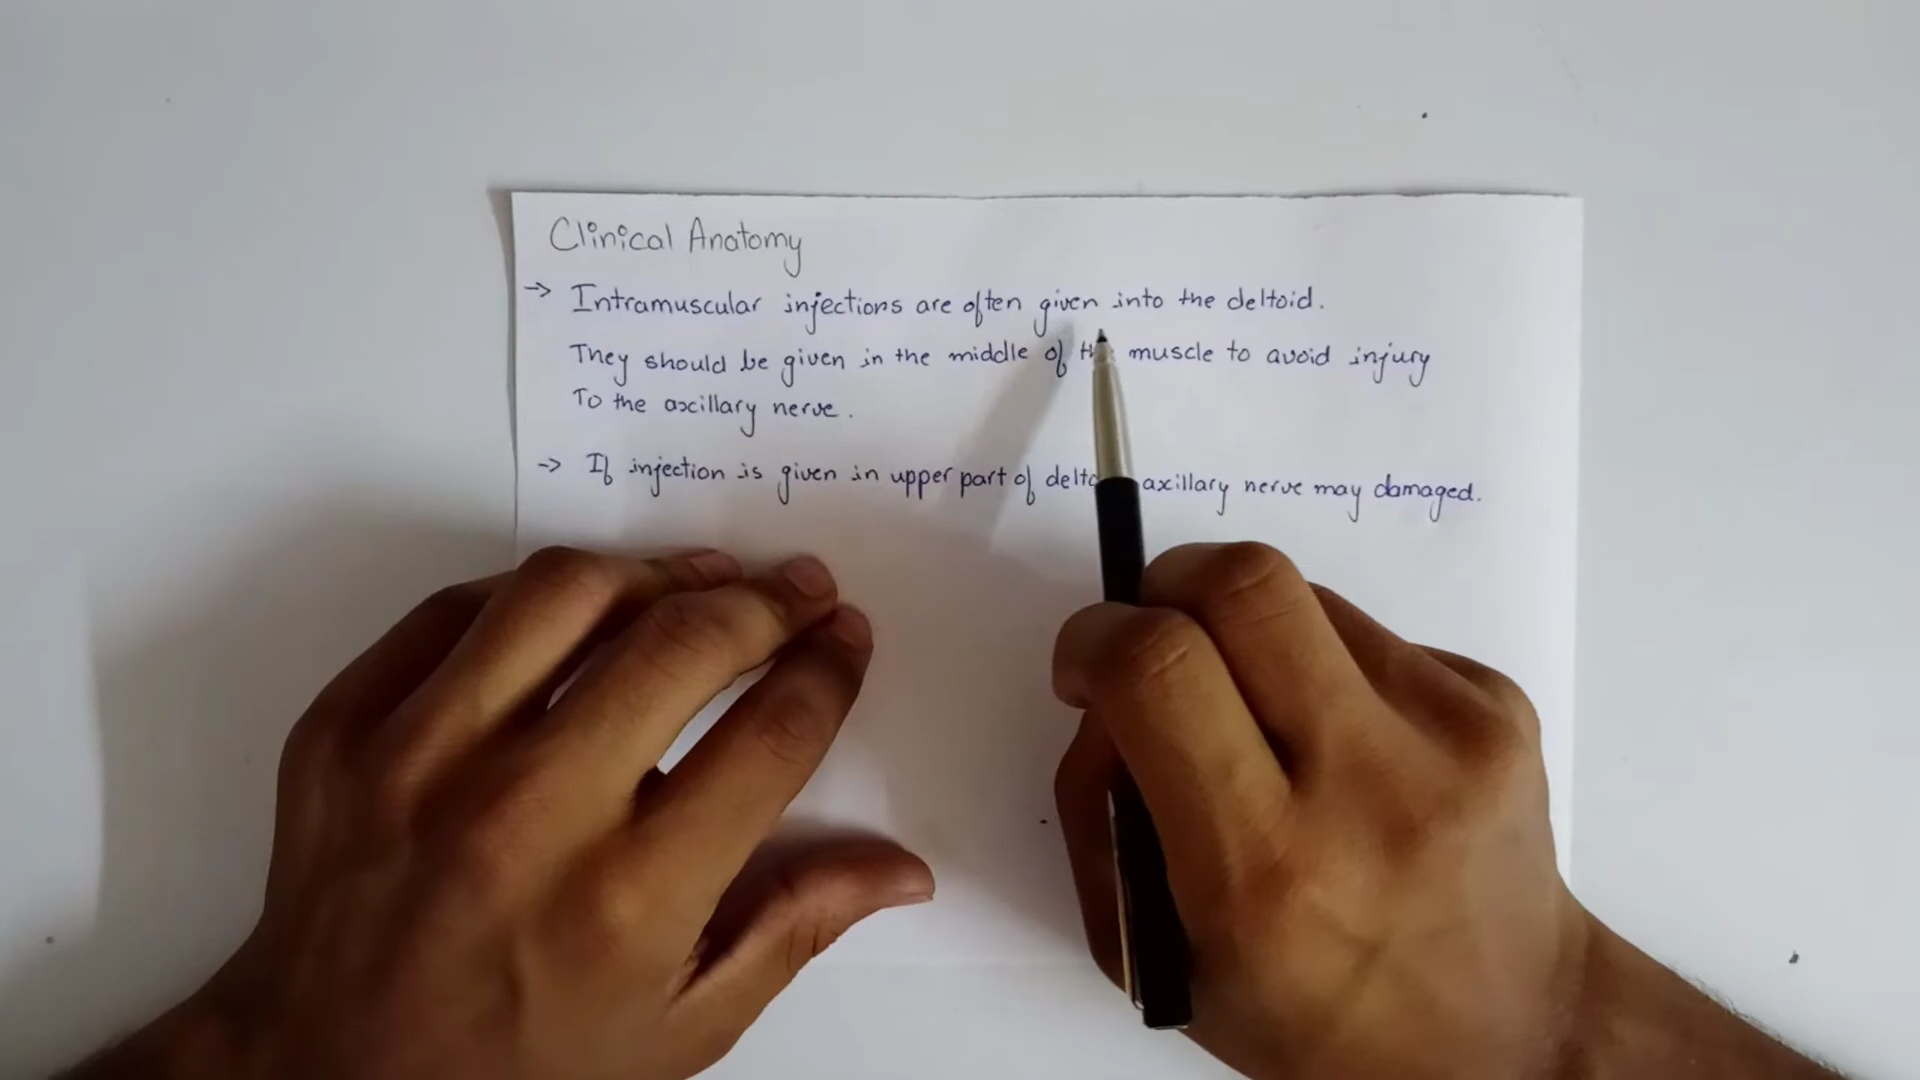 Clinical Anatomy
→ Intramuscular injections are often given into the deltoid.
They should be given in the middle of muscle to avoid injury
To the axillary nerve.
→ If injection is given in upper part of axillary nerve may damaged.